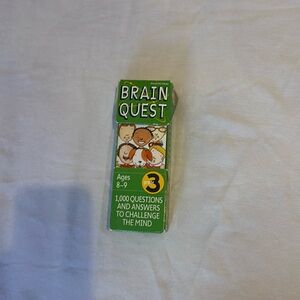 BRAIN
QUEST
Ages
8–9
3
1,000 QUESTIONS
AND ANSWERS
TO CHALLENGE
THE MIND